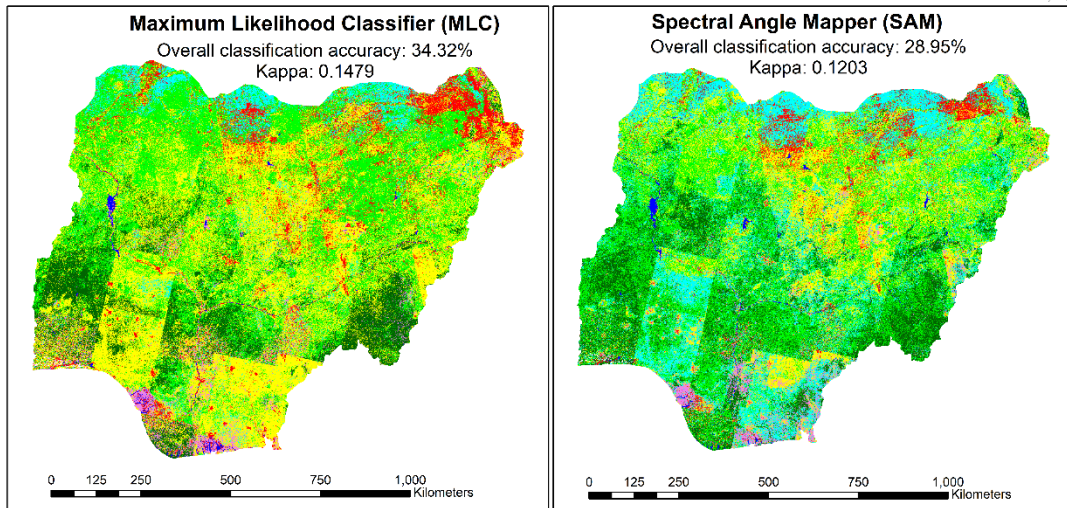 Maximum Likelihood Classifier (MLC)
Overall classification accuracy: 34.32%
Kappa: 0.1479
0 125 250 500 750 1,000
Kilometers
Spectral Angle Mapper (SAM)
Overall classification accuracy: 28.95%
Kappa: 0.1203
0 125 250 500 750 1,000
Kilometers